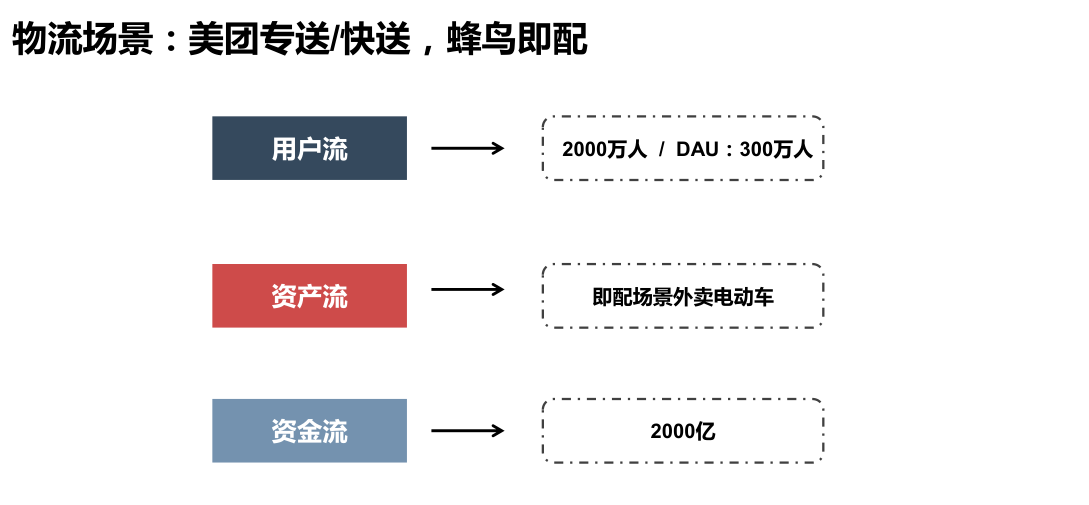 物流场景：美团专送/快送，蜂鸟即配
用户流
2000万人 / DAU：300万人
资产流
即配场景外卖电动车
资金流
2000亿